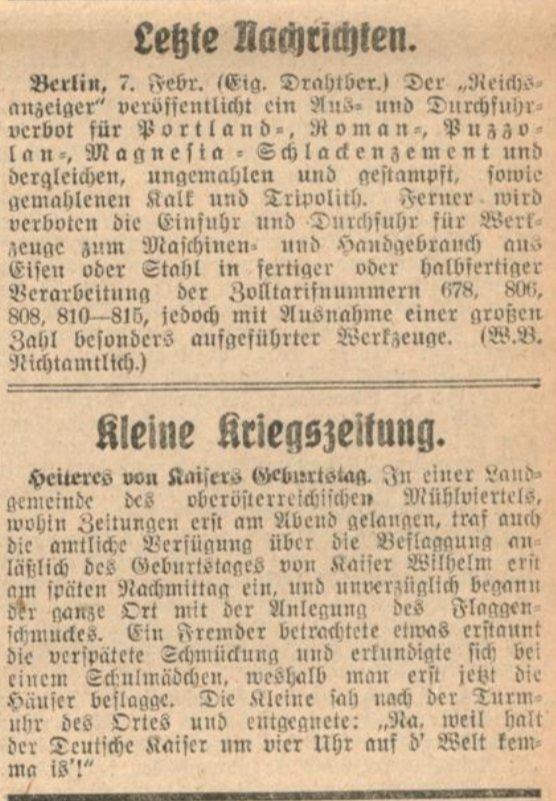 Letzte Nachrichten.
Berlin, 7. Febr. (Eig. Drahtber.) Der „Reichs-
anzeiger“ veröffentlicht ein Aus- und Durchfuhr-
verbot für Portland-, Roman-, Puzzo-
lan-, Magnesia-Schlackenzement und
dergleichen, ungemahlen und gestampft, sowie
gemahlenen Kalk und Tripolith. Ferner wird
verboten die Einfuhr und Durchfuhr für Werk-
zeuge zum Maschinen- und Handgebrauch aus
Eisen oder Stahl in fertiger oder halbfertiger
Verarbeitung der Zolltarifnummern 678, 806,
808, 810—815, jedoch mit Ausnahme einer großen
Zahl besonders aufgeführter Werkzeuge. (W.B.
Nichtamtlich.)
Kleine Kriegszeitung.
Heiteres von Kaisers Geburtstag. In einer Land-
gemeinde des oberösterreichischen Mühlviertels,
wohin Zeitungen erst am Abend gelangen, traf auch
die amtliche Verfügung über die Beflaggung an-
läßlich des Geburtstages von Kaiser Wilhelm erst
am späten Nachmittag ein, und unverzüglich begann
der ganze Ort mit der Anlegung des Flaggen-
schmuckes. Ein Fremder betrachtete etwas erstaunt
die verspätete Schmückung und erkundigte sich bei
einem Schulmädchen, weshalb man erst jetzt die
Häuser beflagge. Die Kleine sah nach der Turm-
uhr des Ortes und entgegnete: „Na, weil halt
der Deutsche Kaiser um vier Uhr auf d' Welt kem-
ma is'!“